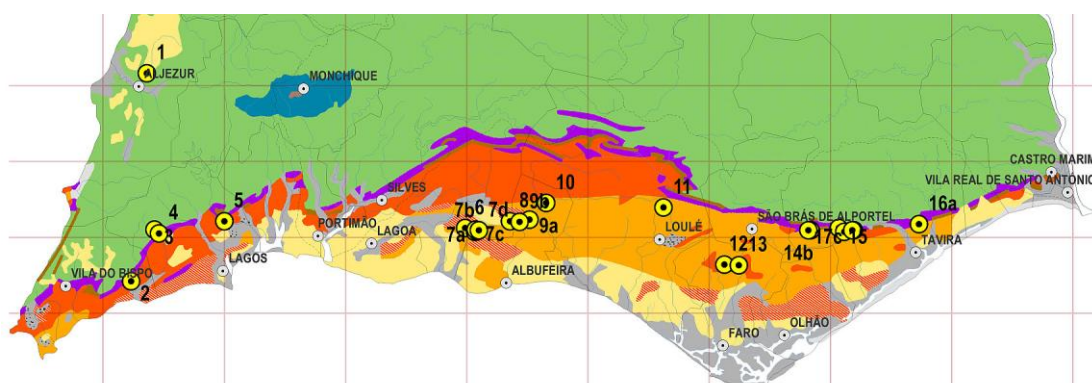 1
ALJEZUR
MONCHIQUE
CASTRO MARIM
VILA REAL DE SANTO ANTÓNIO
10
SILVES
11
16a
4
5
6
7b
7d
8
9b
3
PORTIMÃO
7a
7c
9a
SÃO BRÁS DE ALPORTEL
LAGOA
LOULÉ
17c
15
TAVIRA
1213
14b
VILA DO BISPO
LAGOS
ALBUFEIRA
2
OLHÃO
FARO